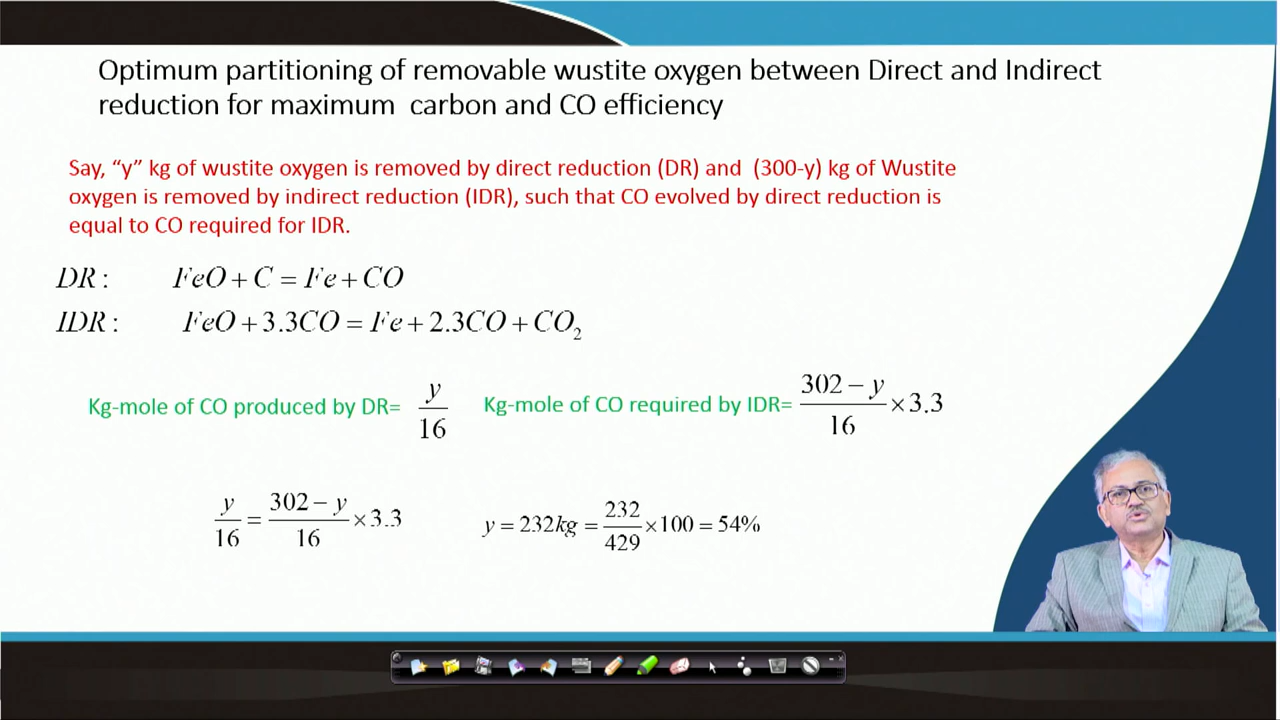 Optimum partitioning of removable wustite oxygen between Direct and Indirect
reduction for maximum carbon and CO efficiency
Say, “y” kg of wustite oxygen is removed by direct reduction (DR) and (300-y) kg of Wustite
oxygen is removed by indirect reduction (IDR), such that CO evolved by direct reduction is
equal to CO required for IDR.
DR : FeO + C = Fe + CO
IDR : FeO + 3.3CO = Fe + 2.3CO + CO₂
Kg-mole of CO produced by DR= y/16 Kg-mole of CO required by IDR= (302 − y)/16 × 3.3
y/16 = (302 − y)/16 × 3.3 y = 232kg = 232/429 × 100 = 54%